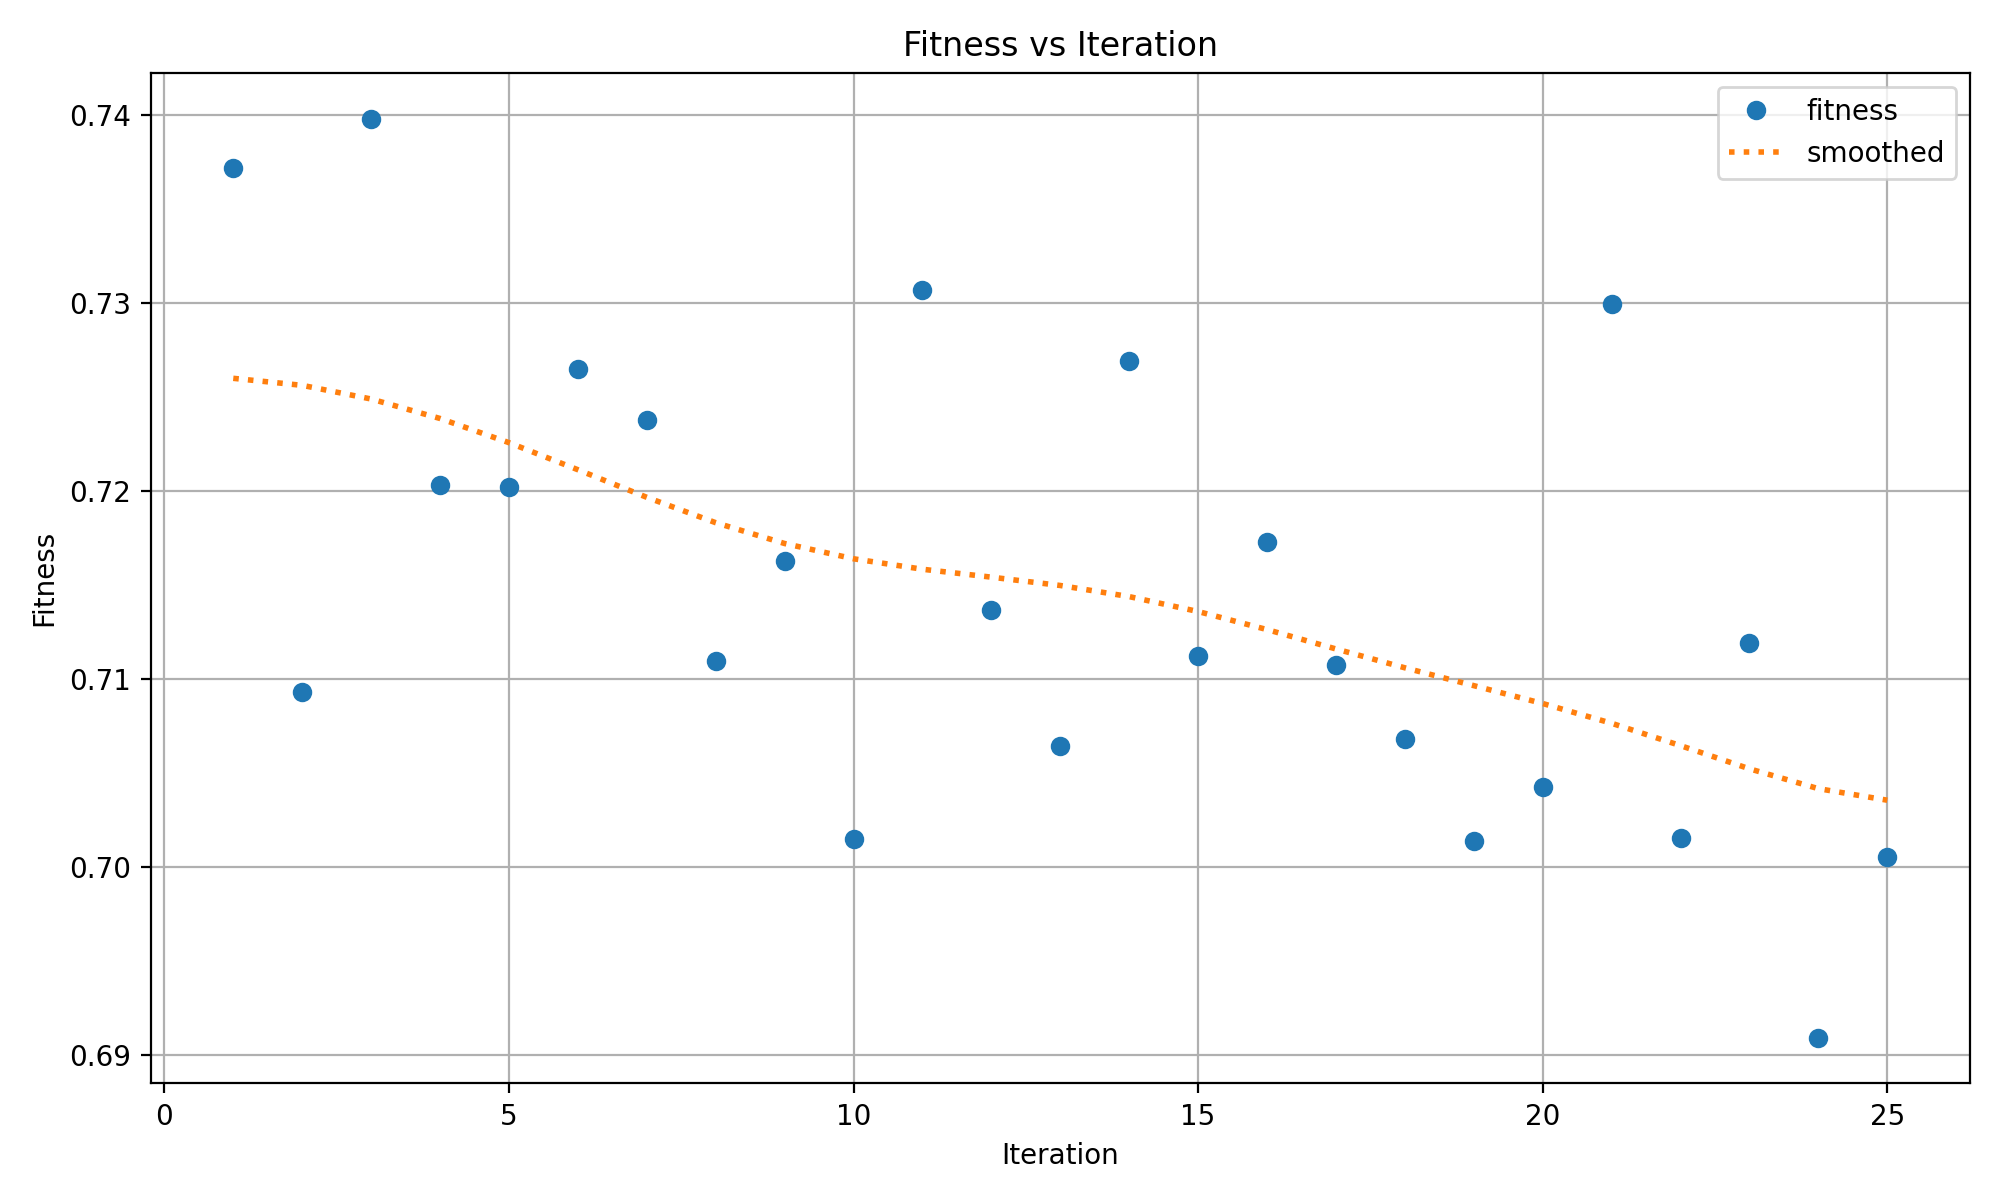 Fitness vs Iteration
fitness
smoothed
0.74
0.73
0.72
0.71
0.70
0.69
Fitness
0 5 10 15 20 25
Iteration